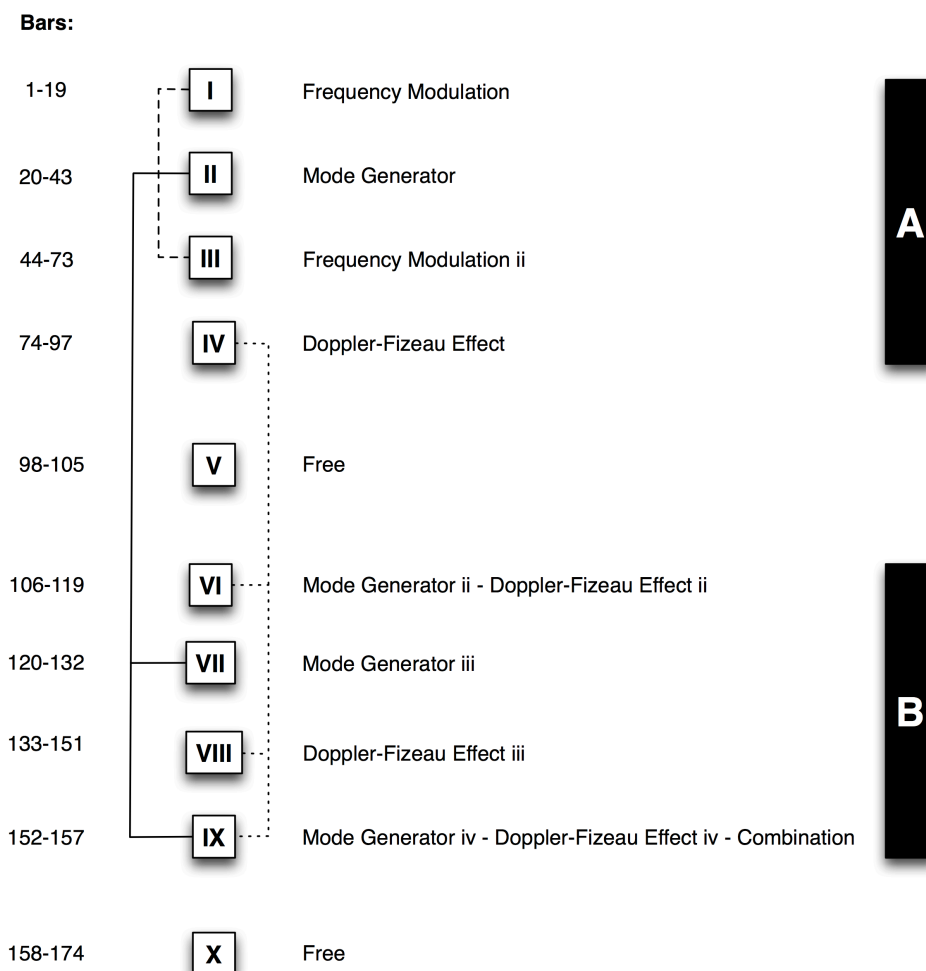 Bars:
1-19 I Frequency Modulation
20-43 II Mode Generator
A
44-73 III Frequency Modulation ii
74-97 IV Doppler-Fizeau Effect
98-105 V Free
106-119 VI Mode Generator ii - Doppler-Fizeau Effect ii
120-132 VII Mode Generator iii
B
133-151 VIII Doppler-Fizeau Effect iii
152-157 IX Mode Generator iv - Doppler-Fizeau Effect iv - Combination
158-174 X Free